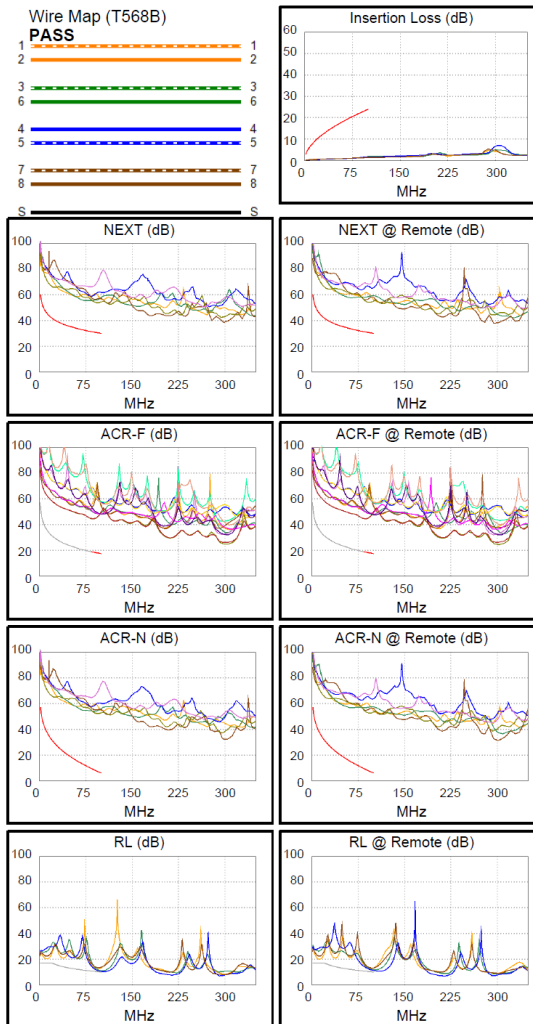 Wire Map (T568B)
PASS
1 1
2 2
3 3
6 6
4 4
5 5
7 7
8 8
S S
Insertion Loss (dB)
60
50
40
30
20
10
0
0 75 150 225 300
MHz
NEXT (dB)
100
80
60
40
20
0
0 75 150 225 300
MHz
NEXT @ Remote (dB)
100
80
60
40
20
0
0 75 150 225 300
MHz
ACR-F (dB)
100
80
60
40
20
0
0 75 150 225 300
MHz
ACR-F @ Remote (dB)
100
80
60
40
20
0
0 75 150 225 300
MHz
ACR-N (dB)
100
80
60
40
20
0
0 75 150 225 300
MHz
ACR-N @ Remote (dB)
100
80
60
40
20
0
0 75 150 225 300
MHz
RL (dB)
100
80
60
40
20
0
0 75 150 225 300
MHz
RL @ Remote (dB)
100
80
60
40
20
0
0 75 150 225 300
MHz